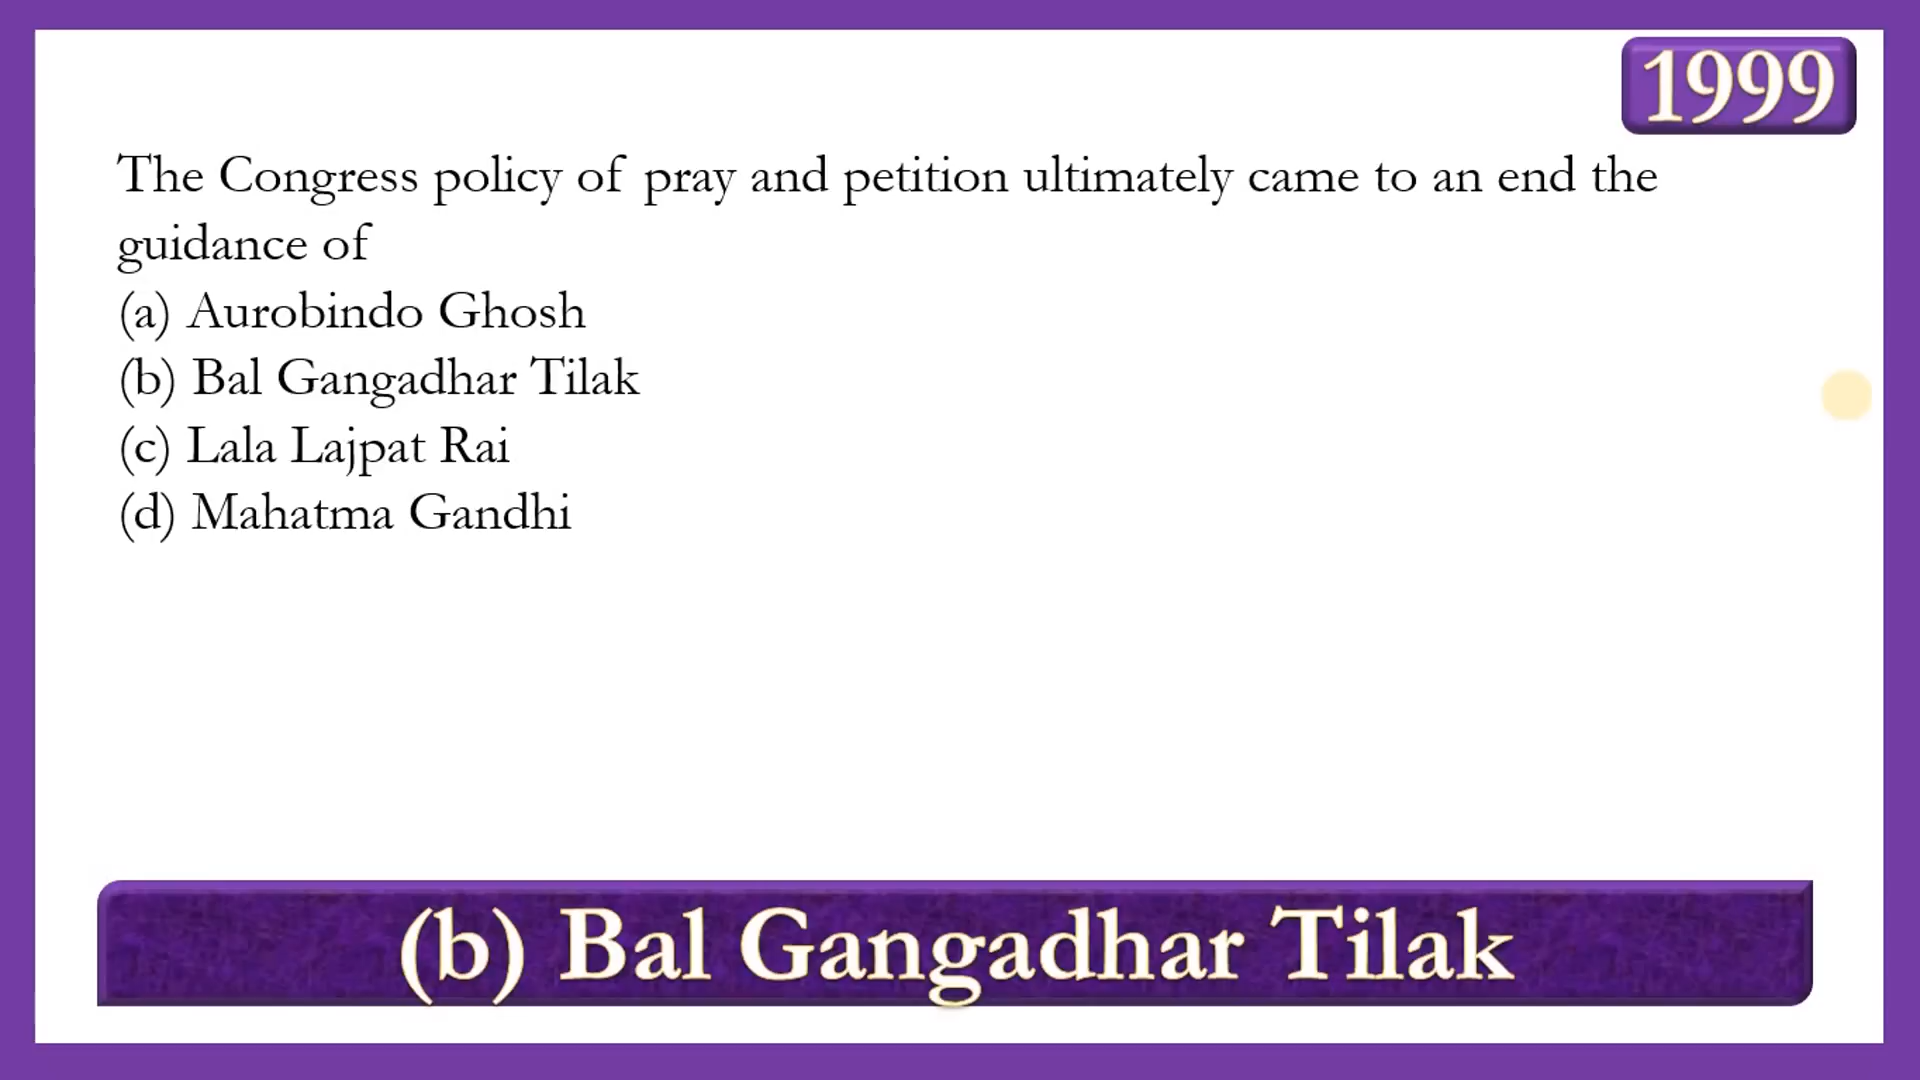 1999
The Congress policy of pray and petition ultimately came to an end the
guidance of
(a) Aurobindo Ghosh
(b) Bal Gangadhar Tilak
(c) Lala Lajpat Rai
(d) Mahatma Gandhi
(b) Bal Gangadhar Tilak